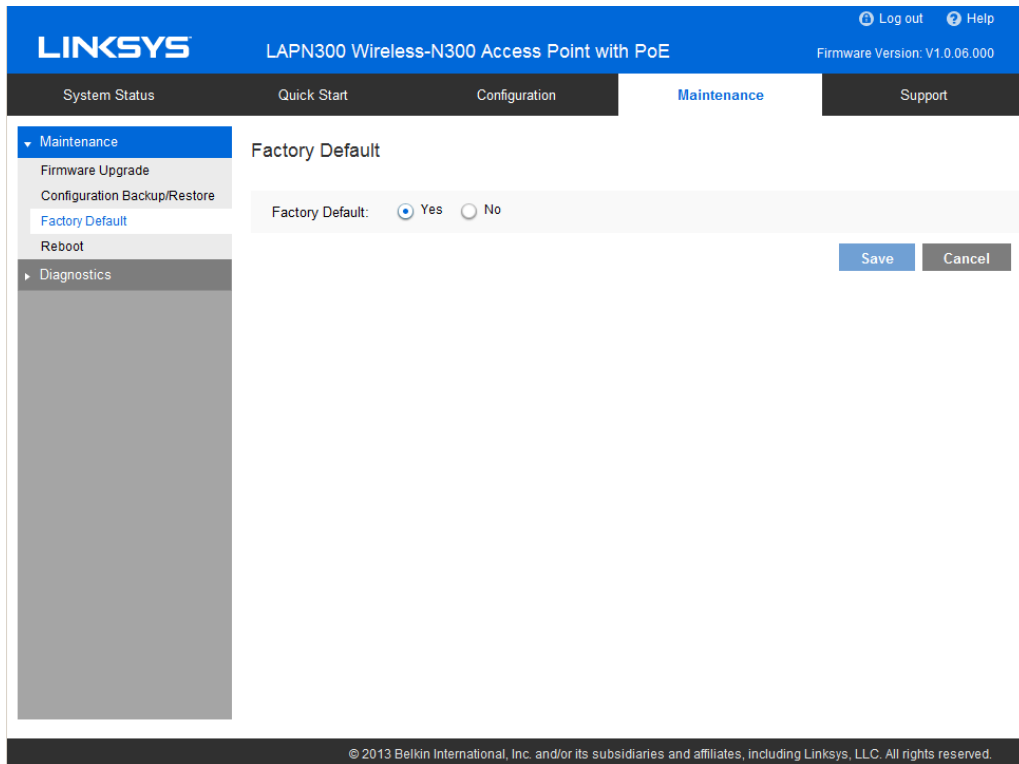 Log out Help
LINKSYS LAPN300 Wireless-N300 Access Point with PoE Firmware Version: V1.0.06.000
System Status Quick Start Configuration Maintenance Support
Maintenance
Firmware Upgrade
Configuration Backup/Restore
Factory Default
Reboot
Diagnostics
Factory Default
Factory Default: Yes No
Save Cancel
© 2013 Belkin International, Inc. and/or its subsidiaries and affiliates, including Linksys, LLC. All rights reserved.